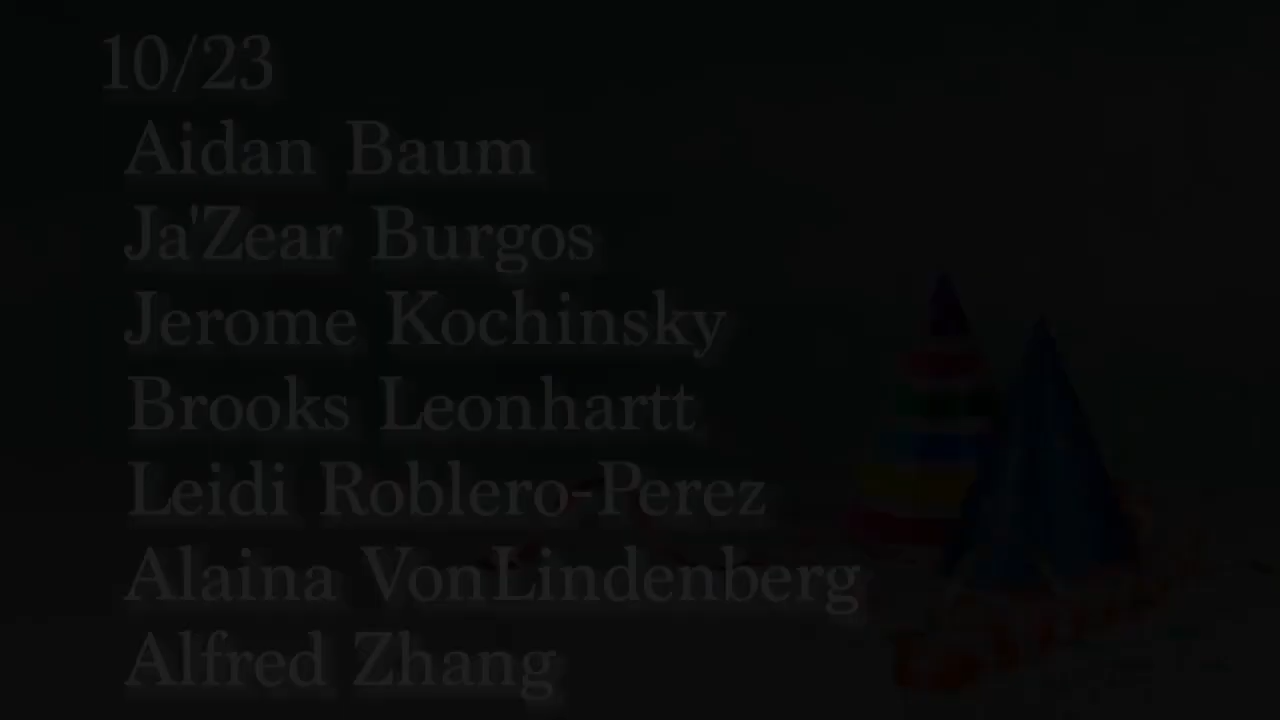 10/23
Aidan Baum
Ja'Zear Burgos
Jerome Kochinsky
Brooks Leonhartt
Leidi Roblero-Perez
Alaina VonLindenberg
Alfred Zhang